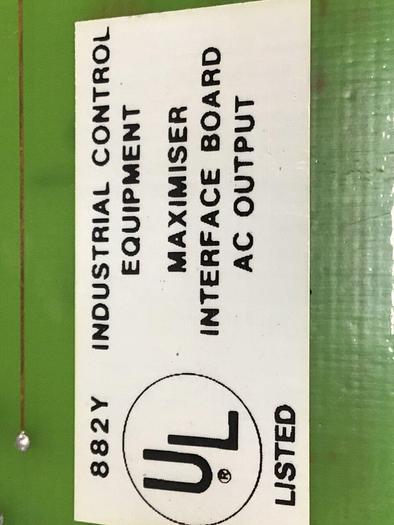 882Y INDUSTRIAL CONTROL
EQUIPMENT
MAXIMISER
INTERFACE BOARD
AC OUTPUT
UL®
LISTED